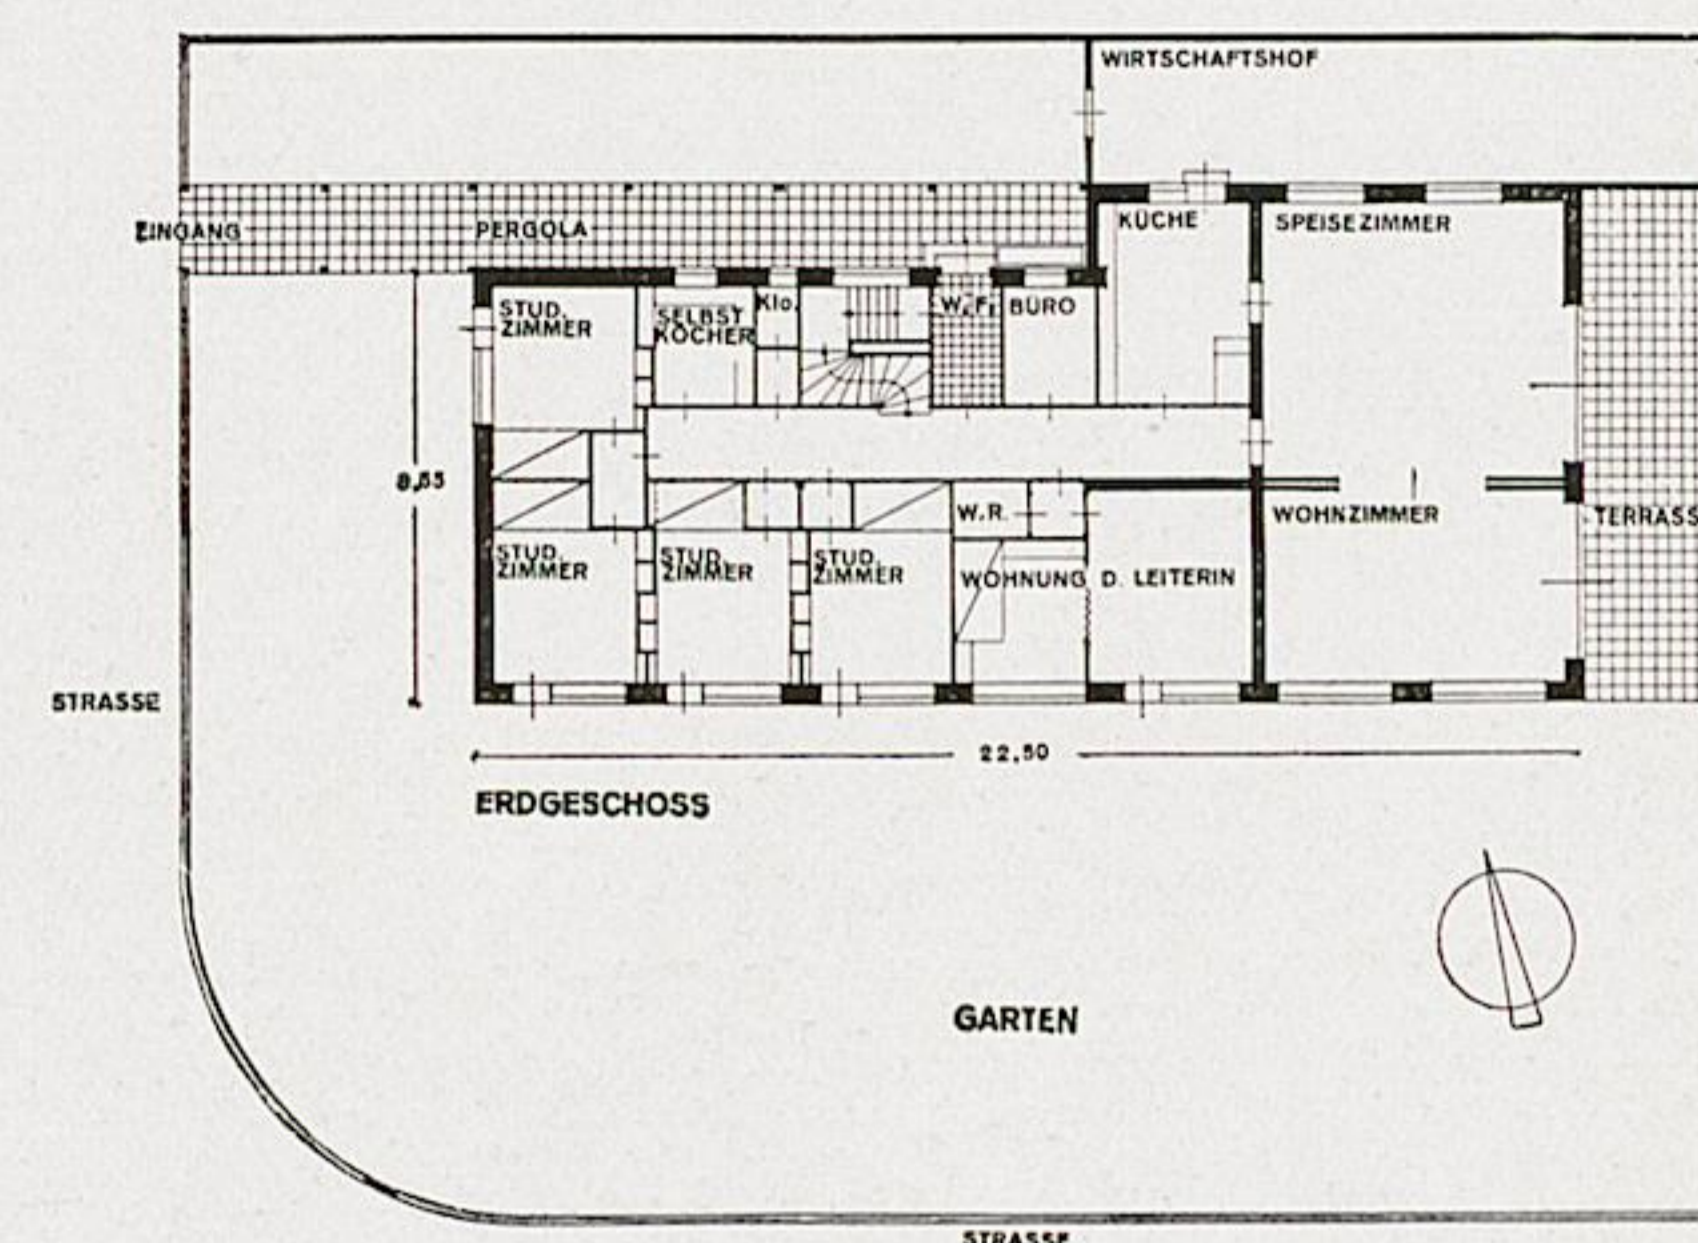 WIRTSCHAFTSHOF
EINGANG
PERGOLA
KÜCHE
SPEISEZIMMER
STUD.
ZIMMER
SELBST
KOCHER
Klo.
W.F.
BÜRO
8,55
W.R.
WOHNZIMMER
TERRASS
STUD.
ZIMMER
STUD.
ZIMMER
STUD.
ZIMMER
WOHNUNG D. LEITERIN
STRASSE
22,50
ERDGESCHOSS
GARTEN
STRASSE